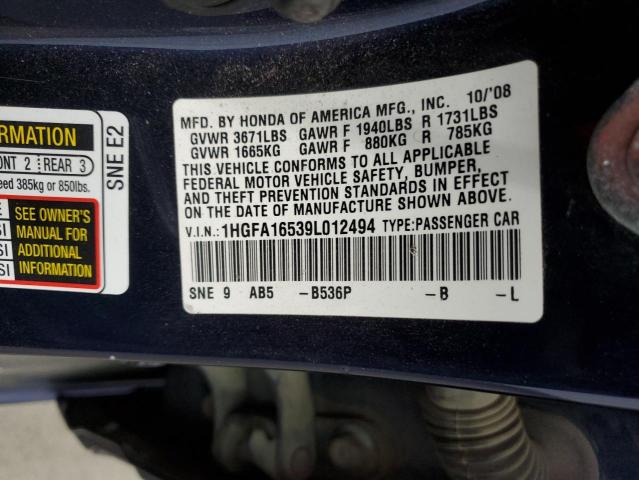 RMATION
ONT 2 REAR 3
eed 385kg or 850lbs.
SEE OWNER'S
MANUAL FOR
ADDITIONAL
INFORMATION
E
SI
SI
SI
SNE E2
MFD. BY HONDA OF AMERICA MFG., INC. 10/'08
GVWR 3671LBS GAWR F 1940LBS R 1731LBS
GVWR 1665KG GAWR F 880KG R 785KG
THIS VEHICLE CONFORMS TO ALL APPLICABLE
FEDERAL MOTOR VEHICLE SAFETY, BUMPER,
AND THEFT PREVENTION STANDARDS IN EFFECT
ON THE DATE OF MANUFACTURE SHOWN ABOVE.
V.I.N.:1HGFA16539L012494 TYPE:PASSENGER CAR
SNE 9 AB5 -B536P -B -L